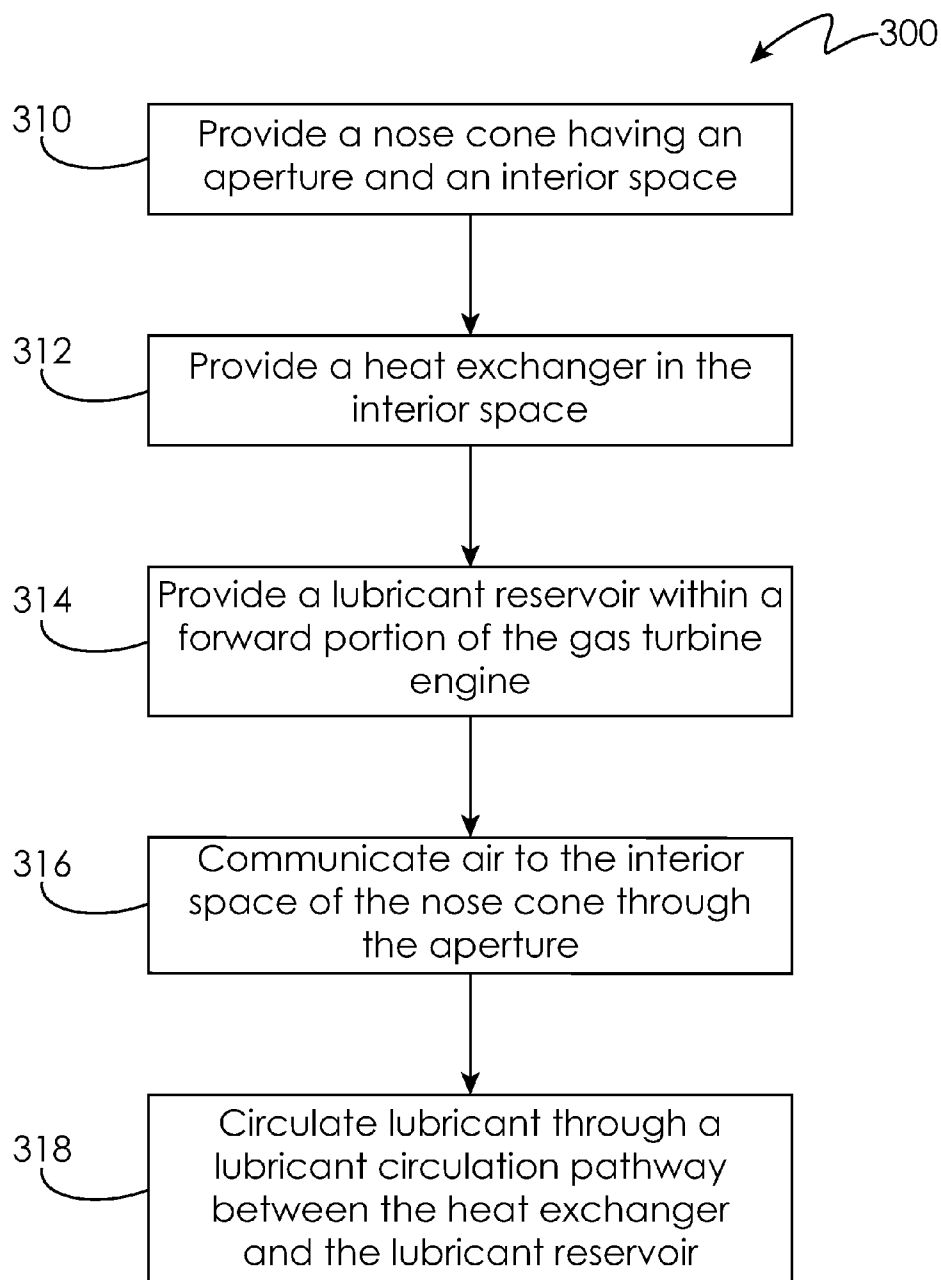 300
310
Provide a nose cone having an
aperture and an interior space
312
Provide a heat exchanger in the
interior space
314
Provide a lubricant reservoir within a
forward portion of the gas turbine
engine
316
Communicate air to the interior
space of the nose cone through
the aperture
318
Circulate lubricant through a
lubricant circulation pathway
between the heat exchanger
and the lubricant reservoir